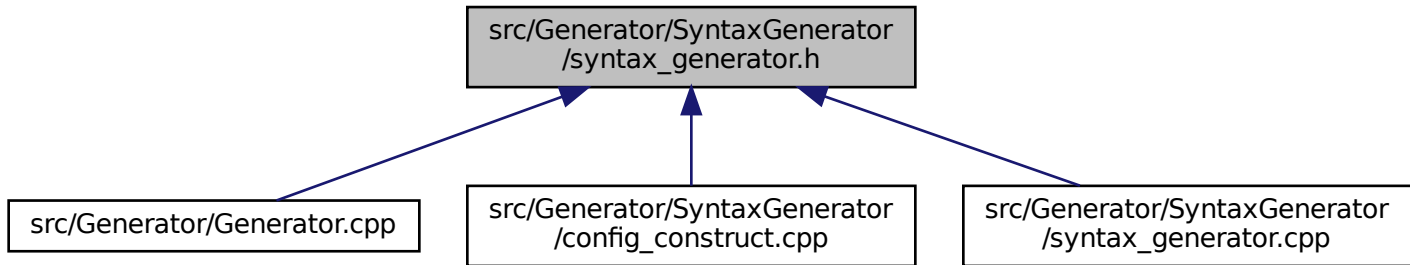 src/Generator/SyntaxGenerator
/syntax_generator.h
src/Generator/Generator.cpp
src/Generator/SyntaxGenerator
/config_construct.cpp
src/Generator/SyntaxGenerator
/syntax_generator.cpp